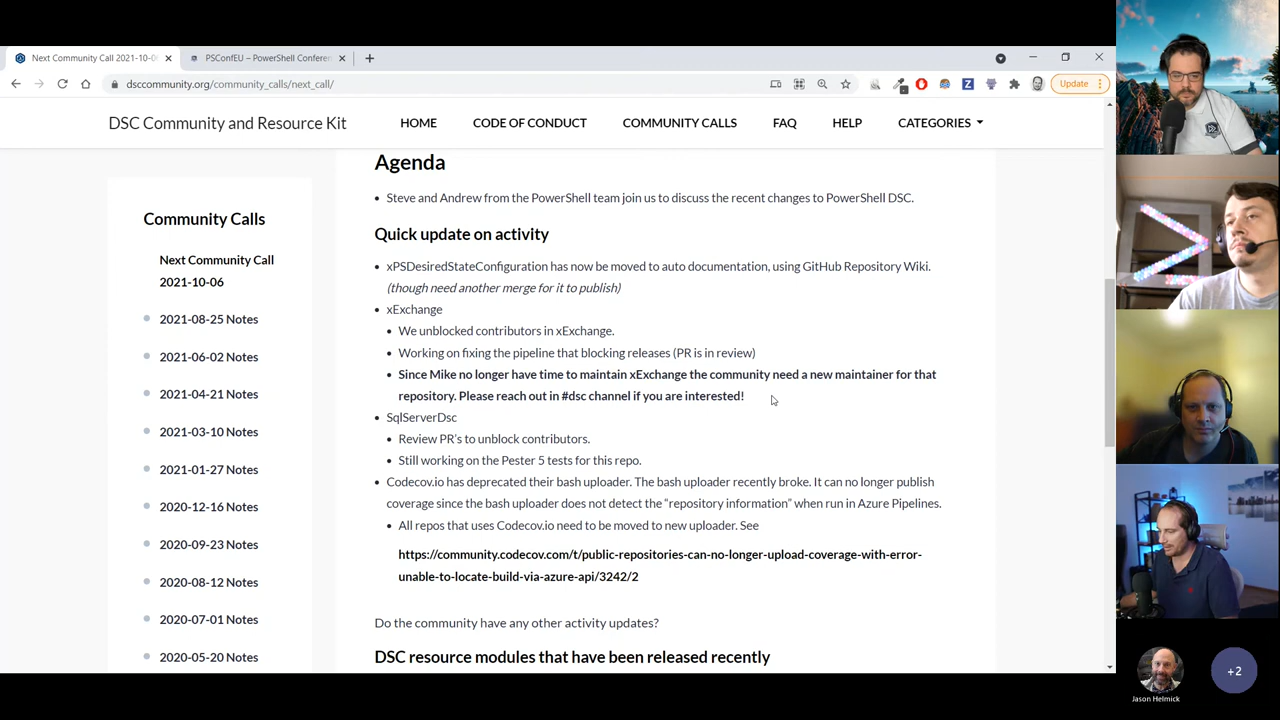 Next Community Call 2021-10-0
PSConfEU – PowerShell Conferen
dsccommunity.org/community_calls/next_call/
Update
DSC Community and Resource Kit
HOME
CODE OF CONDUCT
COMMUNITY CALLS
FAQ
HELP
CATEGORIES
Community Calls
Next Community Call
2021-10-06
2021-08-25 Notes
2021-06-02 Notes
2021-04-21 Notes
2021-03-10 Notes
2021-01-27 Notes
2020-12-16 Notes
2020-09-23 Notes
2020-08-12 Notes
2020-07-01 Notes
2020-05-20 Notes
Agenda
Steve and Andrew from the PowerShell team join us to discuss the recent changes to PowerShell DSC.
Quick update on activity
xPSDesiredStateConfiguration has now be moved to auto documentation, using GitHub Repository Wiki.
(though need another merge for it to publish)
xExchange
We unblocked contributors in xExchange.
Working on fixing the pipeline that blocking releases (PR is in review)
Since Mike no longer have time to maintain xExchange the community need a new maintainer for that
repository. Please reach out in #dsc channel if you are interested!
SqlServerDsc
Review PR's to unblock contributors.
Still working on the Pester 5 tests for this repo.
Codecov.io has deprecated their bash uploader. The bash uploader recently broke. It can no longer publish
coverage since the bash uploader does not detect the “repository information” when run in Azure Pipelines.
All repos that uses Codecov.io need to be moved to new uploader. See
https://community.codecov.com/t/public-repositories-can-no-longer-upload-coverage-with-error-
unable-to-locate-build-via-azure-api/3242/2
Do the community have any other activity updates?
DSC resource modules that have been released recently
Jason Helmick
+2